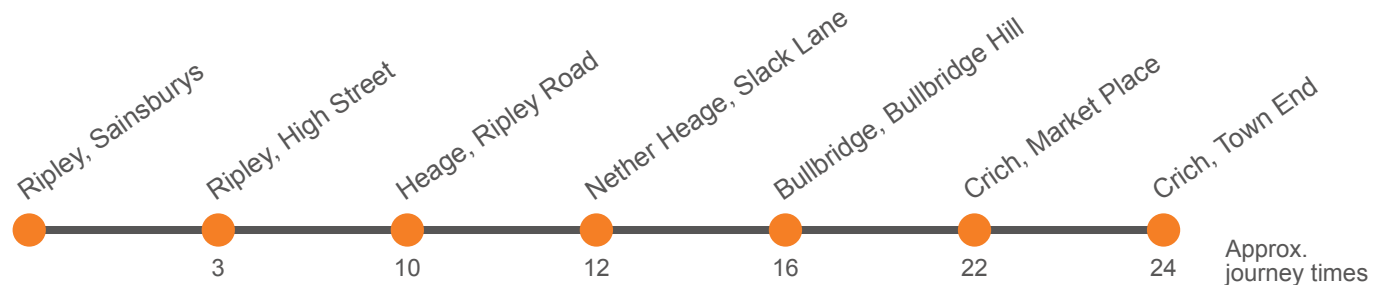 Ripley, Sainsburys
Ripley, High Street
Heage, Ripley Road
Nether Heage, Slack Lane
Bullbridge, Bullbridge Hill
Crich, Market Place
Crich, Town End
3
10
12
16
22
24
Approx.
journey times